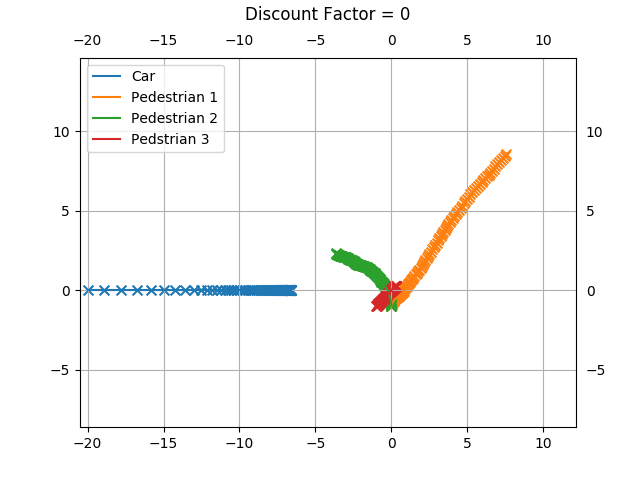 Discount Factor = 0
−20 −15 −10 −5 0 5 10
Car
Pedestrian 1
Pedestrian 2
Pedstrian 3
10 10
5 5
0 0
−5 −5
−20 −15 −10 −5 0 5 10